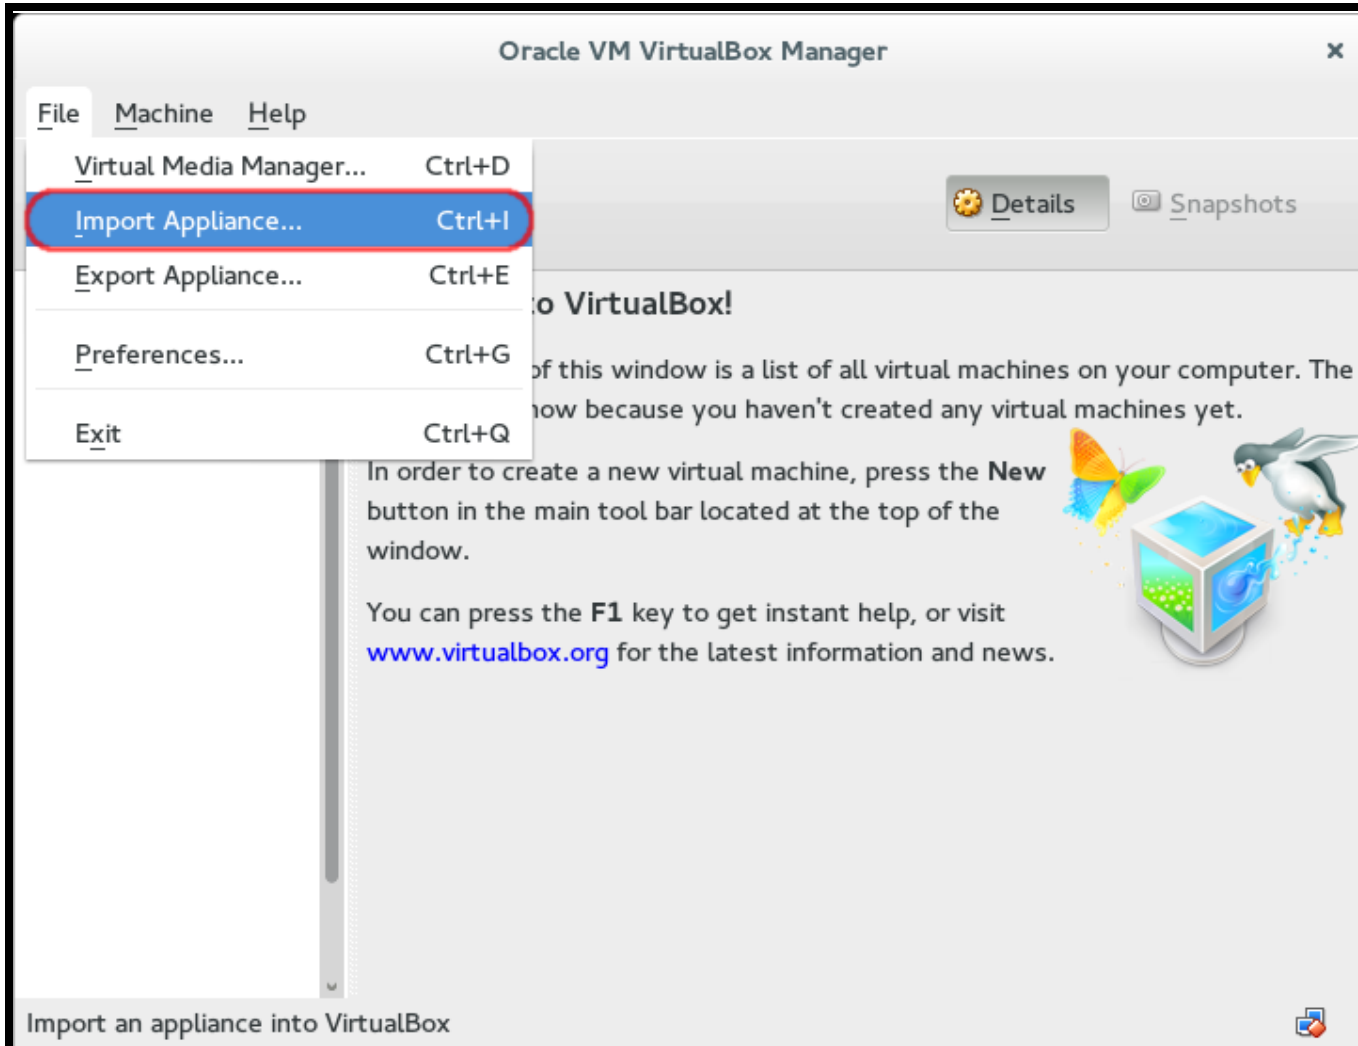 Oracle VM VirtualBox Manager
File Machine Help
Virtual Media Manager... Ctrl+D
Import Appliance... Ctrl+I
Export Appliance... Ctrl+E
Preferences... Ctrl+G
Exit Ctrl+Q
Details Snapshots
to VirtualBox!
of this window is a list of all virtual machines on your computer. The
now because you haven't created any virtual machines yet.
In order to create a new virtual machine, press the New
button in the main tool bar located at the top of the
window.
You can press the F1 key to get instant help, or visit
www.virtualbox.org for the latest information and news.
Import an appliance into VirtualBox